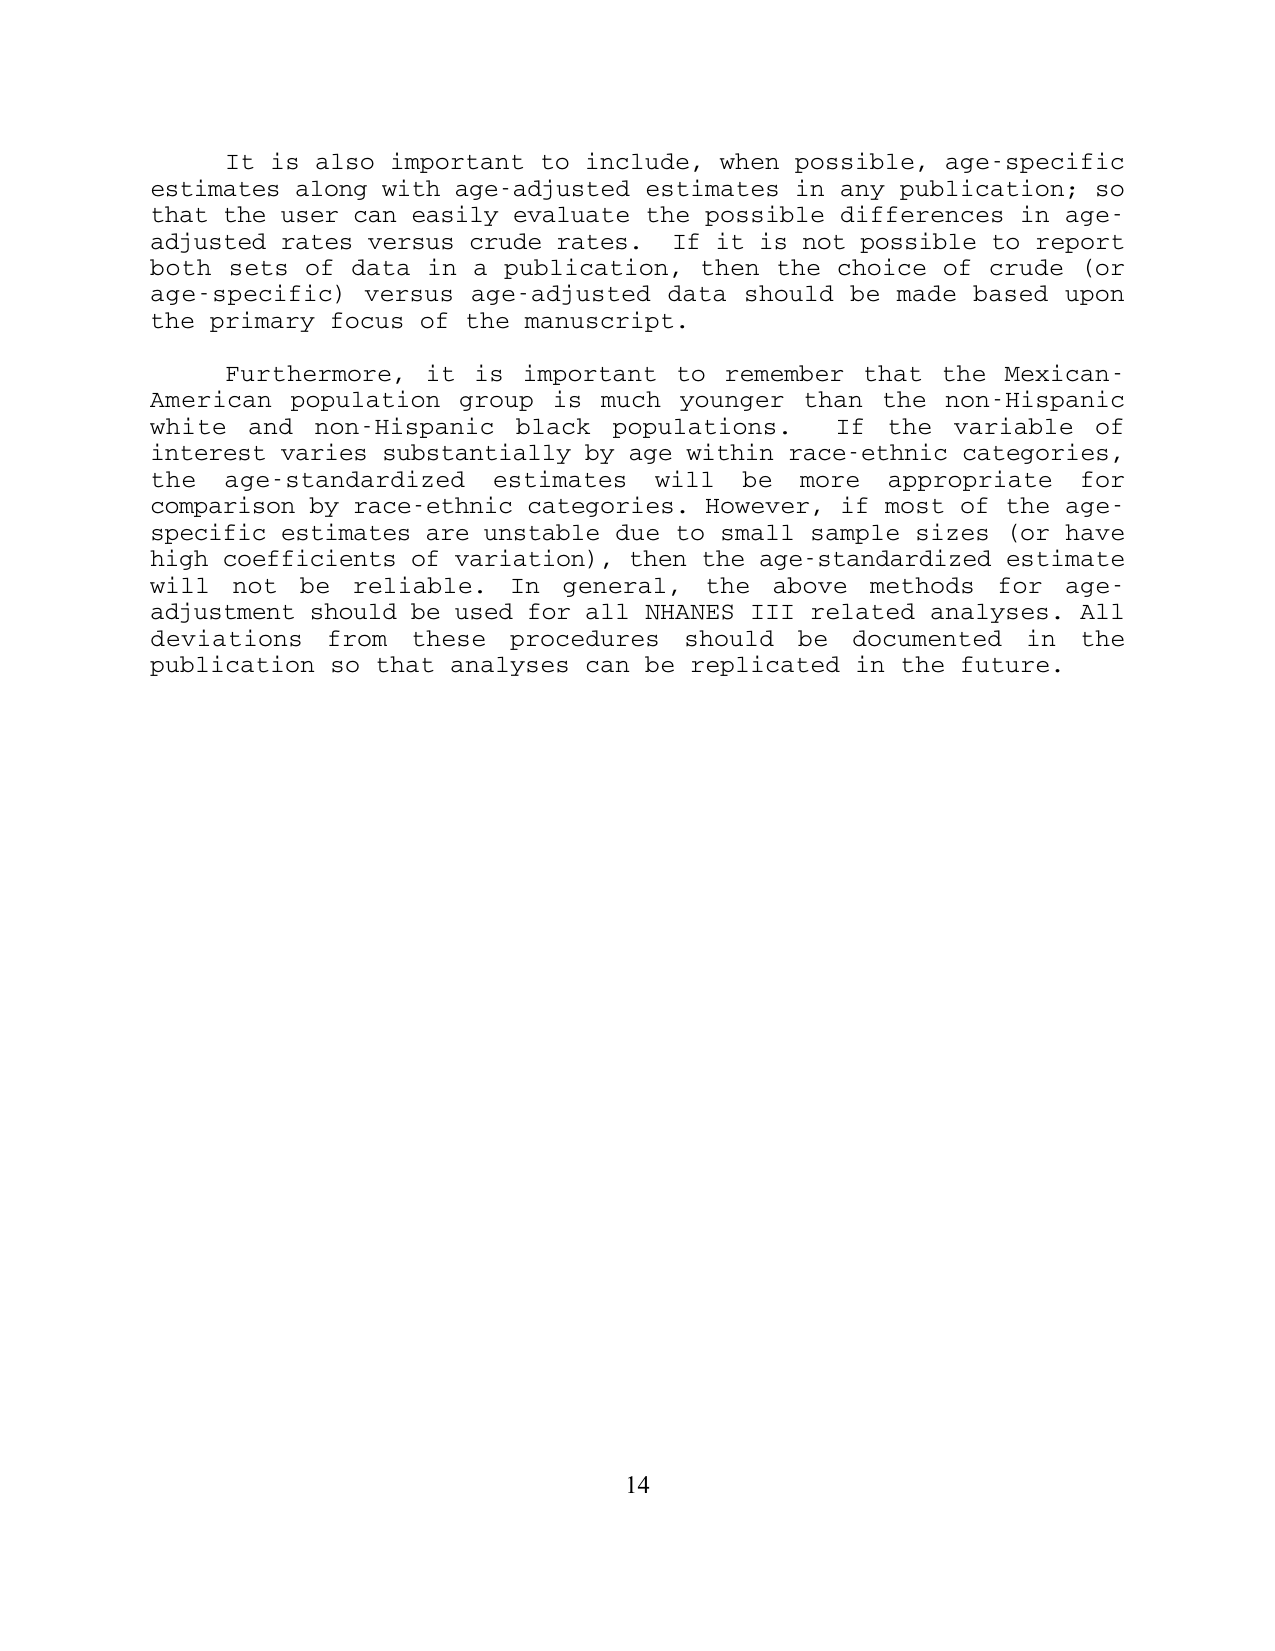 It is also important to include, when possible, age-specific
estimates along with age-adjusted estimates in any publication; so
that the user can easily evaluate the possible differences in age-
adjusted rates versus crude rates.  If it is not possible to report
both sets of data in a publication, then the choice of crude (or
age-specific) versus age-adjusted data should be made based upon
the primary focus of the manuscript.
Furthermore, it is important to remember that the Mexican-
American population group is much younger than the non-Hispanic
white and non-Hispanic black populations.  If the variable of
interest varies substantially by age within race-ethnic categories,
the age-standardized estimates will be more appropriate for
comparison by race-ethnic categories. However, if most of the age-
specific estimates are unstable due to small sample sizes (or have
high coefficients of variation), then the age-standardized estimate
will not be reliable. In general, the above methods for age-
adjustment should be used for all NHANES III related analyses. All
deviations from these procedures should be documented in the
publication so that analyses can be replicated in the future.
14